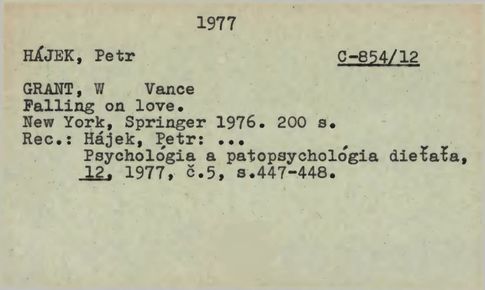 1977
HÁJEK, Petr C-854/12
GRANT, W Vance
Falling on love.
New York, Springer 1976. 200 s.
Rec.: Hájek, Petr: ...
Psychológia a patopsychológia dieťaťa,
12, 1977, č.5, s.447-448.